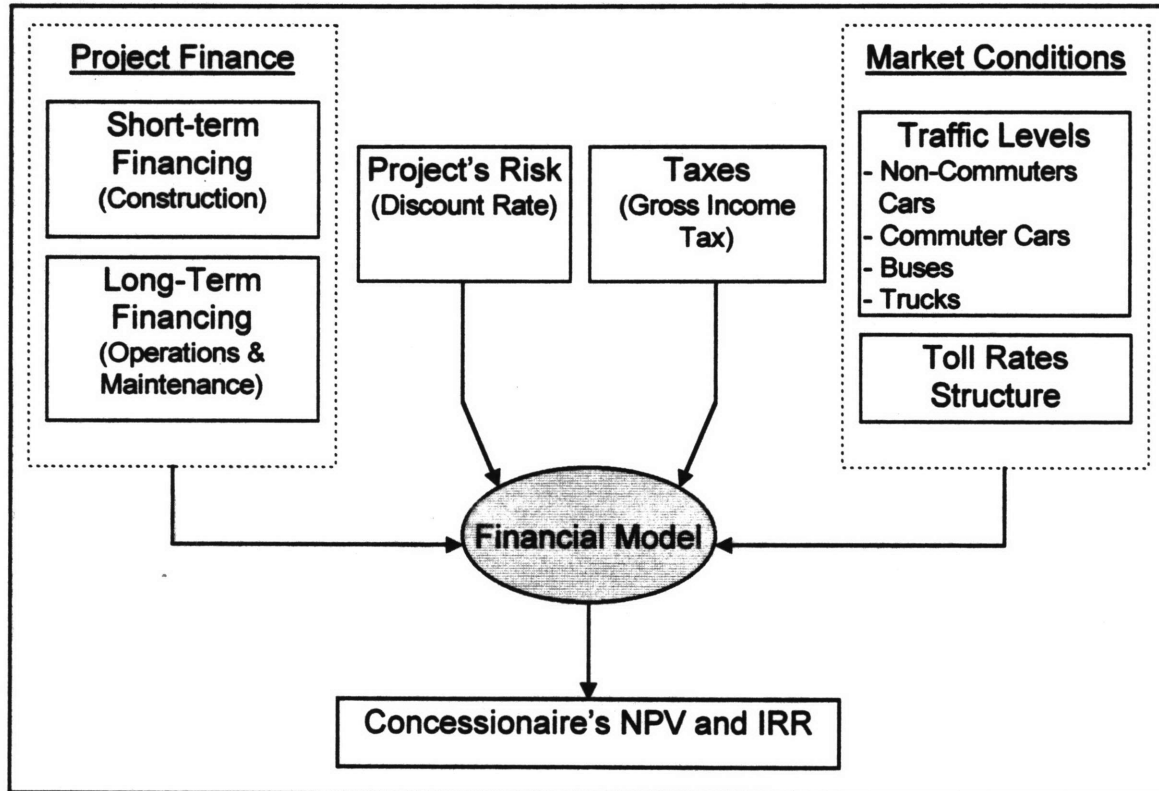 Project Finance
Short-term
Financing
(Construction)
Long-Term
Financing
(Operations &
Maintenance)
Project's Risk
(Discount Rate)
Taxes
(Gross Income
Tax)
Market Conditions
Traffic Levels
- Non-Commuters
Cars
- Commuter Cars
- Buses
- Trucks
Toll Rates
Structure
Financial Model
Concessionaire's NPV and IRR